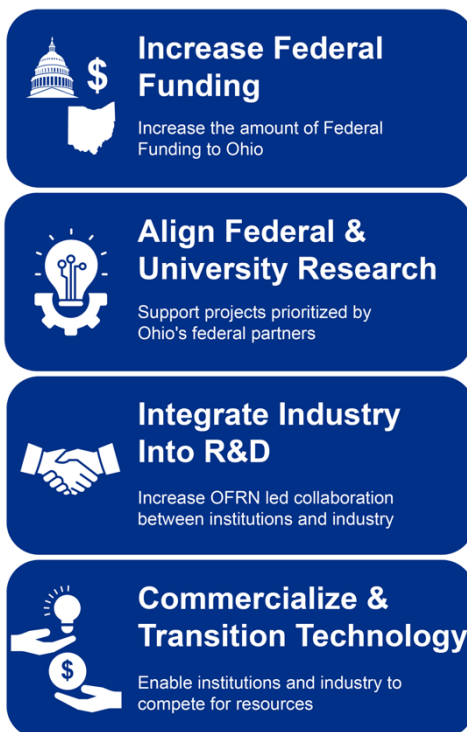 $
Increase Federal
Funding
Increase the amount of Federal
Funding to Ohio
Align Federal &
University Research
Support projects prioritized by
Ohio's federal partners
Integrate Industry
Into R&D
Increase OFRN led collaboration
between institutions and industry
Commercialize &
Transition Technology
$
Enable institutions and industry to
compete for resources